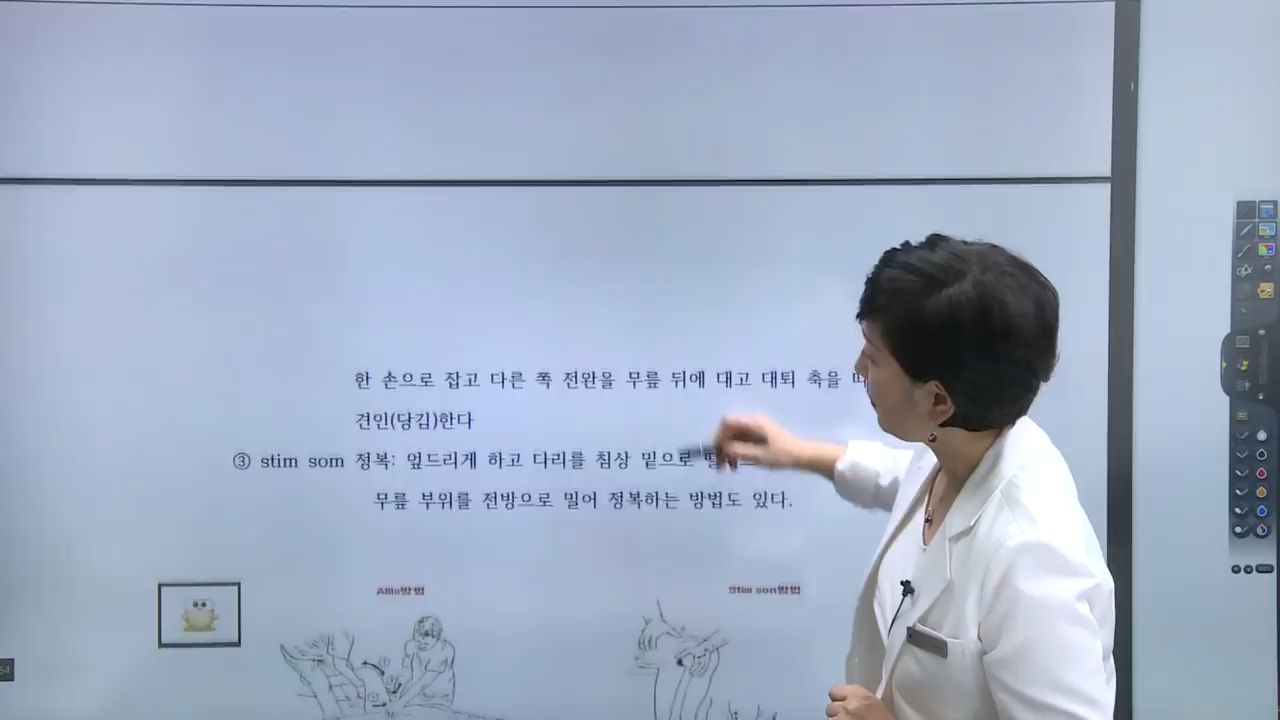 한 손으로 잡고 다른 쪽 전완을 무릎 뒤에 대고 대퇴 축을
견인(당김)한다
③ stim som 정복: 엎드리게 하고 다리를 침상 밑으로
무릎 부위를 전방으로 밀어 정복하는 방법도 있다.
Allis방법
Stim son방법
54